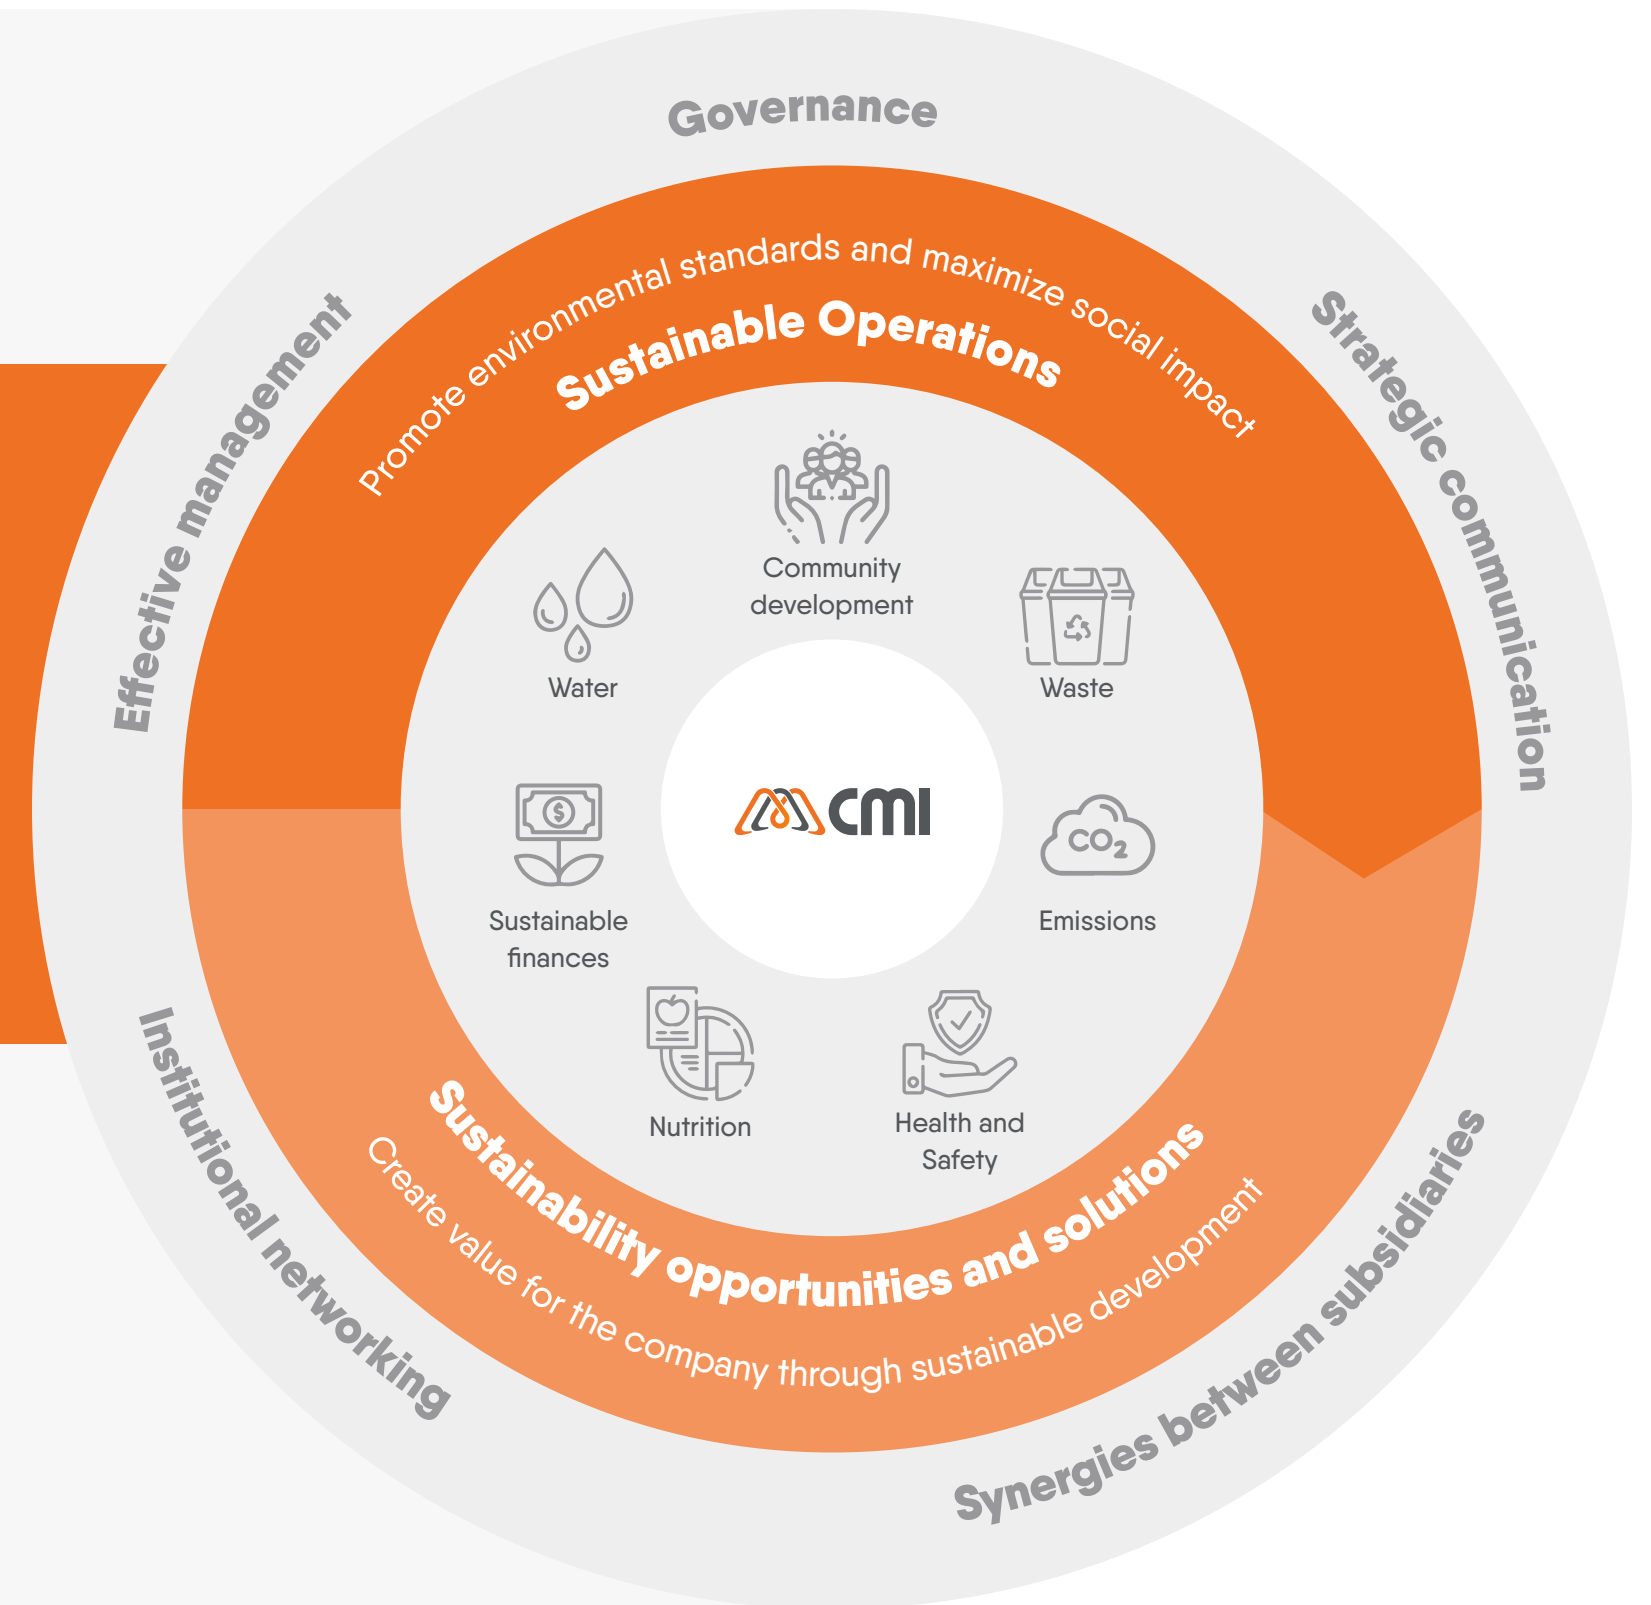 Governance
Strategic communication
Synergies between subsidiaries
Institutional networking
Effective management
Promote environmental standards and maximize social impact
Sustainable Operations
Community
development
Water
Waste
$
CMI
CO2
Sustainable
finances
Emissions
Nutrition
Health and
Safety
Sustainability opportunities and solutions
Create value for the company through sustainable development